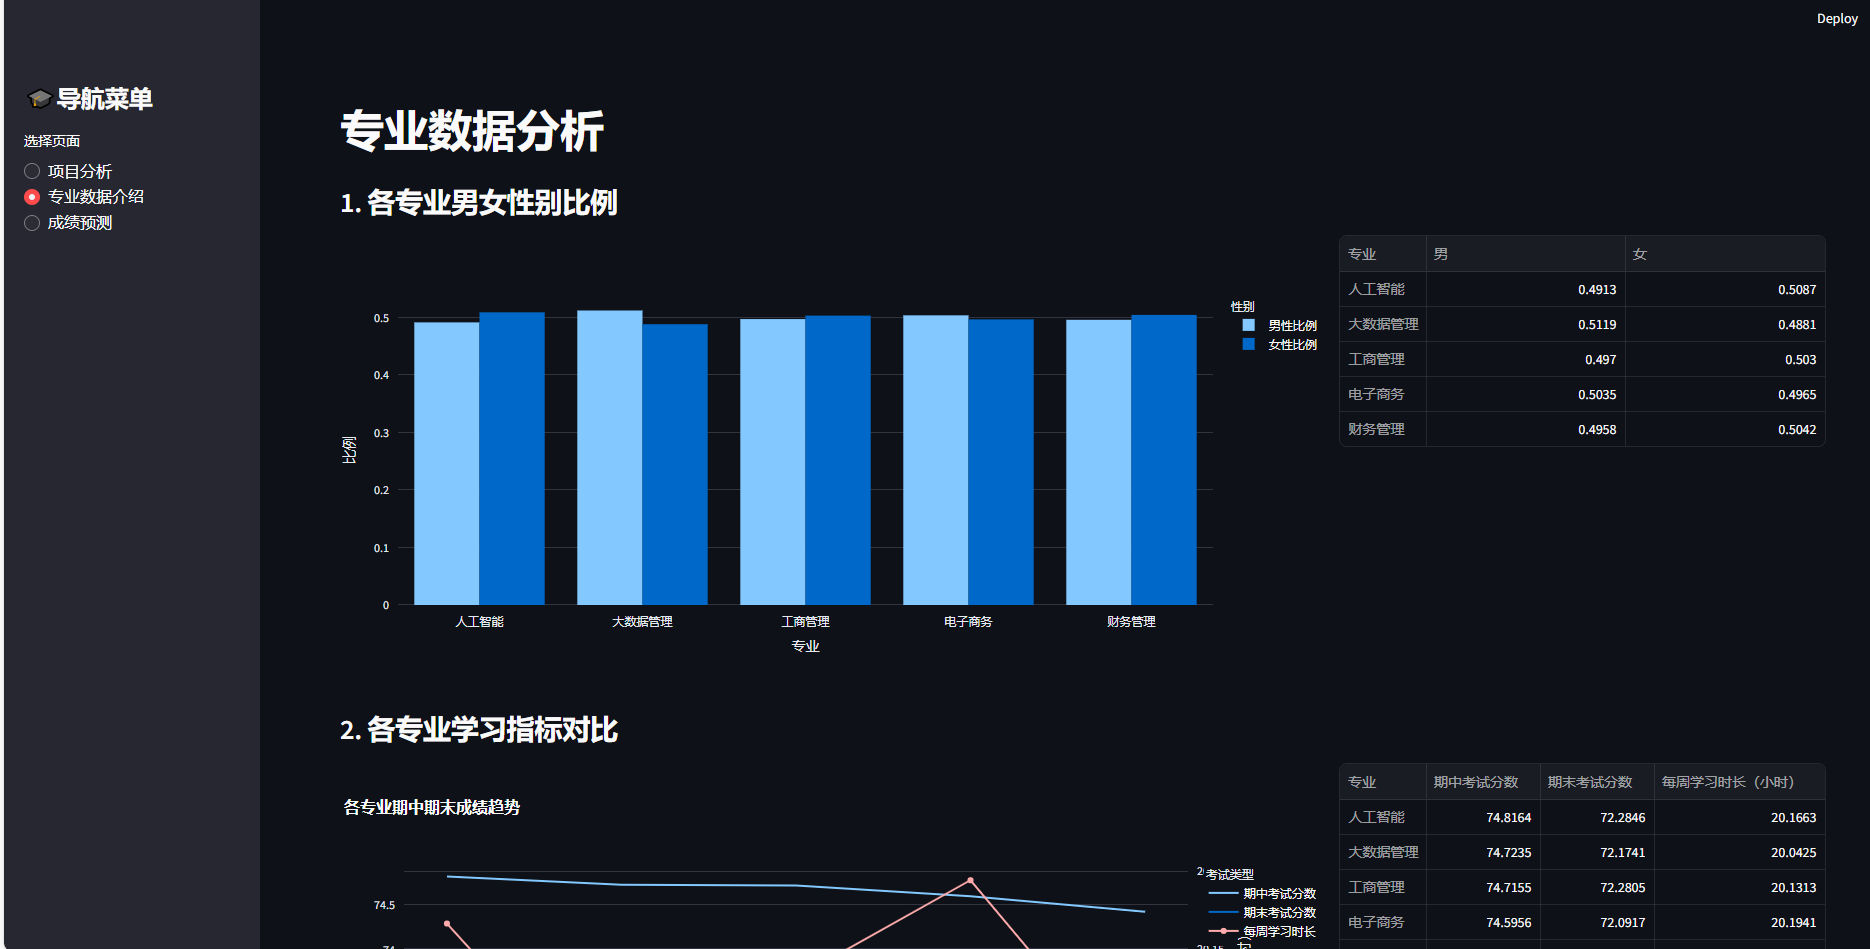 Deploy
🎓导航菜单
选择页面
项目分析
专业数据介绍
成绩预测
专业数据分析
1. 各专业男女性别比例
性别
男性比例
女性比例
比例
0.5
0.4
0.3
0.2
0.1
0
人工智能 大数据管理 工商管理 电子商务 财务管理
专业
专业 男 女
人工智能 0.4913 0.5087
大数据管理 0.5119 0.4881
工商管理 0.497 0.503
电子商务 0.5035 0.4965
财务管理 0.4958 0.5042
2. 各专业学习指标对比
各专业期中期末成绩趋势
74.5
74
考试类型
期中考试分数
期末考试分数
每周学习时长
20.15
专业 期中考试分数 期末考试分数 每周学习时长（小时）
人工智能 74.8164 72.2846 20.1663
大数据管理 74.7235 72.1741 20.0425
工商管理 74.7155 72.2805 20.1313
电子商务 74.5956 72.0917 20.1941